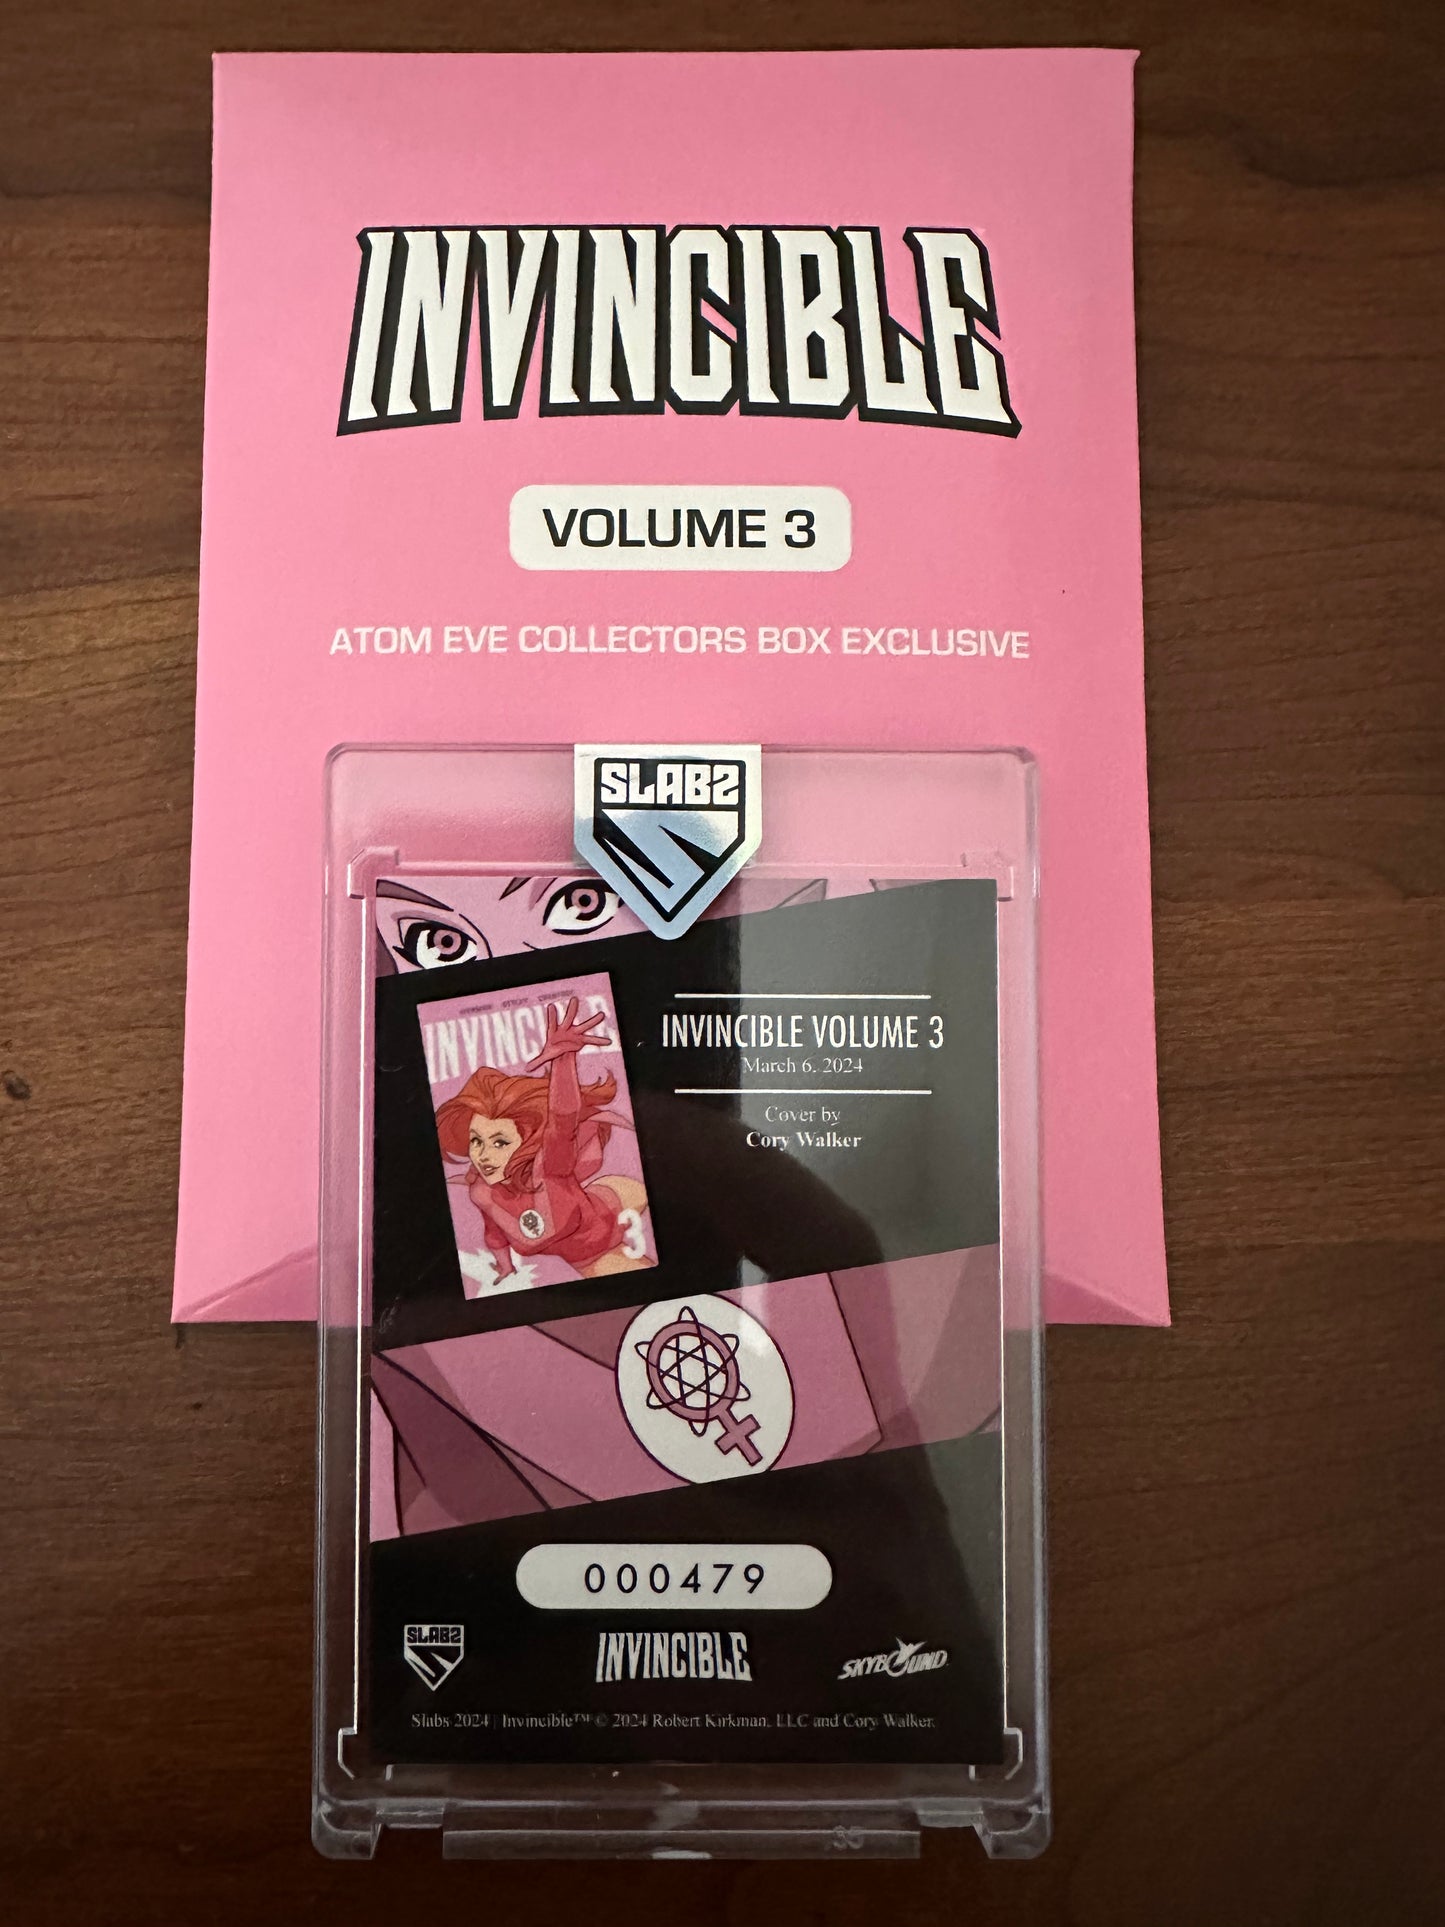 INVINCIBLE
VOLUME 3
ATOM EVE COLLECTORS BOX EXCLUSIVE
SLABZ
INVINCIBLE
3
INVINCIBLE VOLUME 3
March 6, 2024
Cover by
Cory Walker
000479
SLABZ
INVINCIBLE
SKYBOUND
Slabs 2024 | Invincible™ © 2024 Robert Kirkman, LLC and Cory Walker.
35